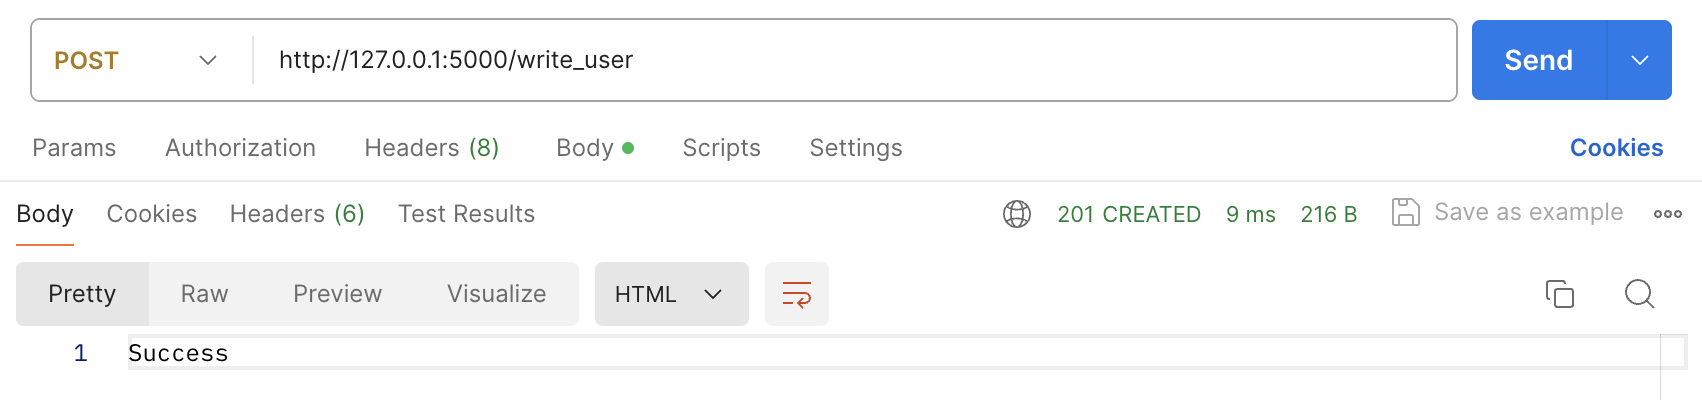 POST http://127.0.0.1:5000/write_user Send
Params Authorization Headers (8) Body Scripts Settings Cookies
Body Cookies Headers (6) Test Results 201 CREATED 9 ms 216 B Save as example
Pretty Raw Preview Visualize HTML
1 Success